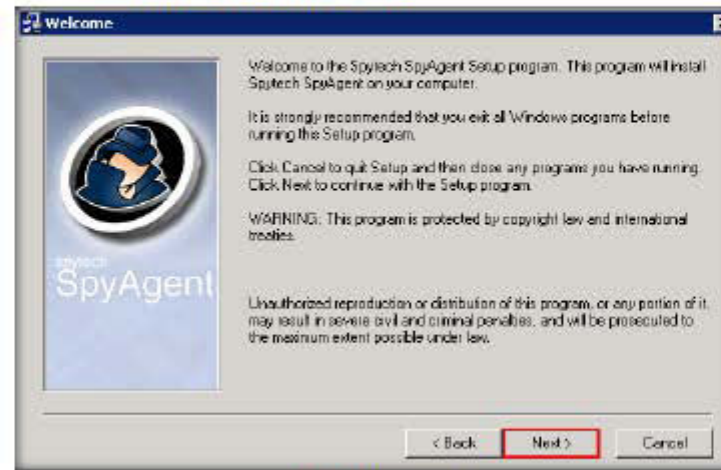 Welcome
Welcome to the Spytech SpyAgent Setup program. This program will install
Spytech SpyAgent on your computer.
It is strongly recommended that you exit all Windows programs before
running this Setup program.
Click Cancel to quit Setup and then close any programs you have running.
Click Next to continue with the Setup program.
WARNING: This program is protected by copyright law and international
treaties.
spytech
SpyAgent
Unauthorized reproduction or distribution of this program, or any portion of it,
may result in severe civil and criminal penalties, and will be prosecuted to
the maximum extent possible under law.
< Back
Next >
Cancel